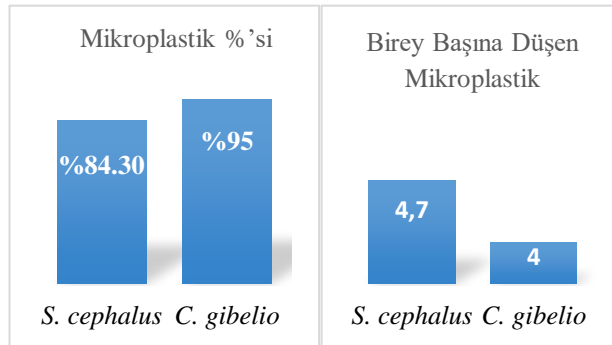 Mikroplastik %'si
%84.30
%95
S. cephalus C. gibelio
Birey Başına Düşen
Mikroplastik
4,7
4
S. cephalus C. gibelio